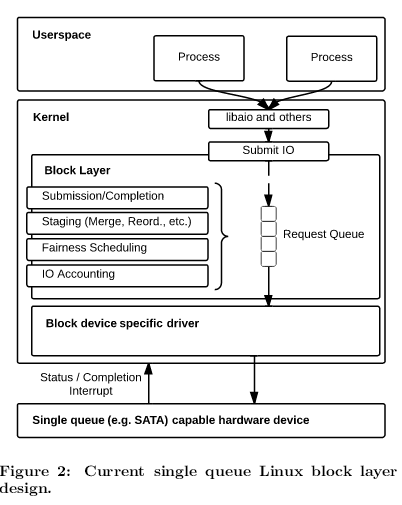 Userspace
Process
Process
Kernel
libaio and others
Submit IO
Block Layer
Submission/Completion
Staging (Merge, Reord., etc.)
Fairness Scheduling
IO Accounting
Request Queue
Block device specific driver
Status / Completion
Interrupt
Single queue (e.g. SATA) capable hardware device
Figure 2: Current single queue Linux block layer
design.